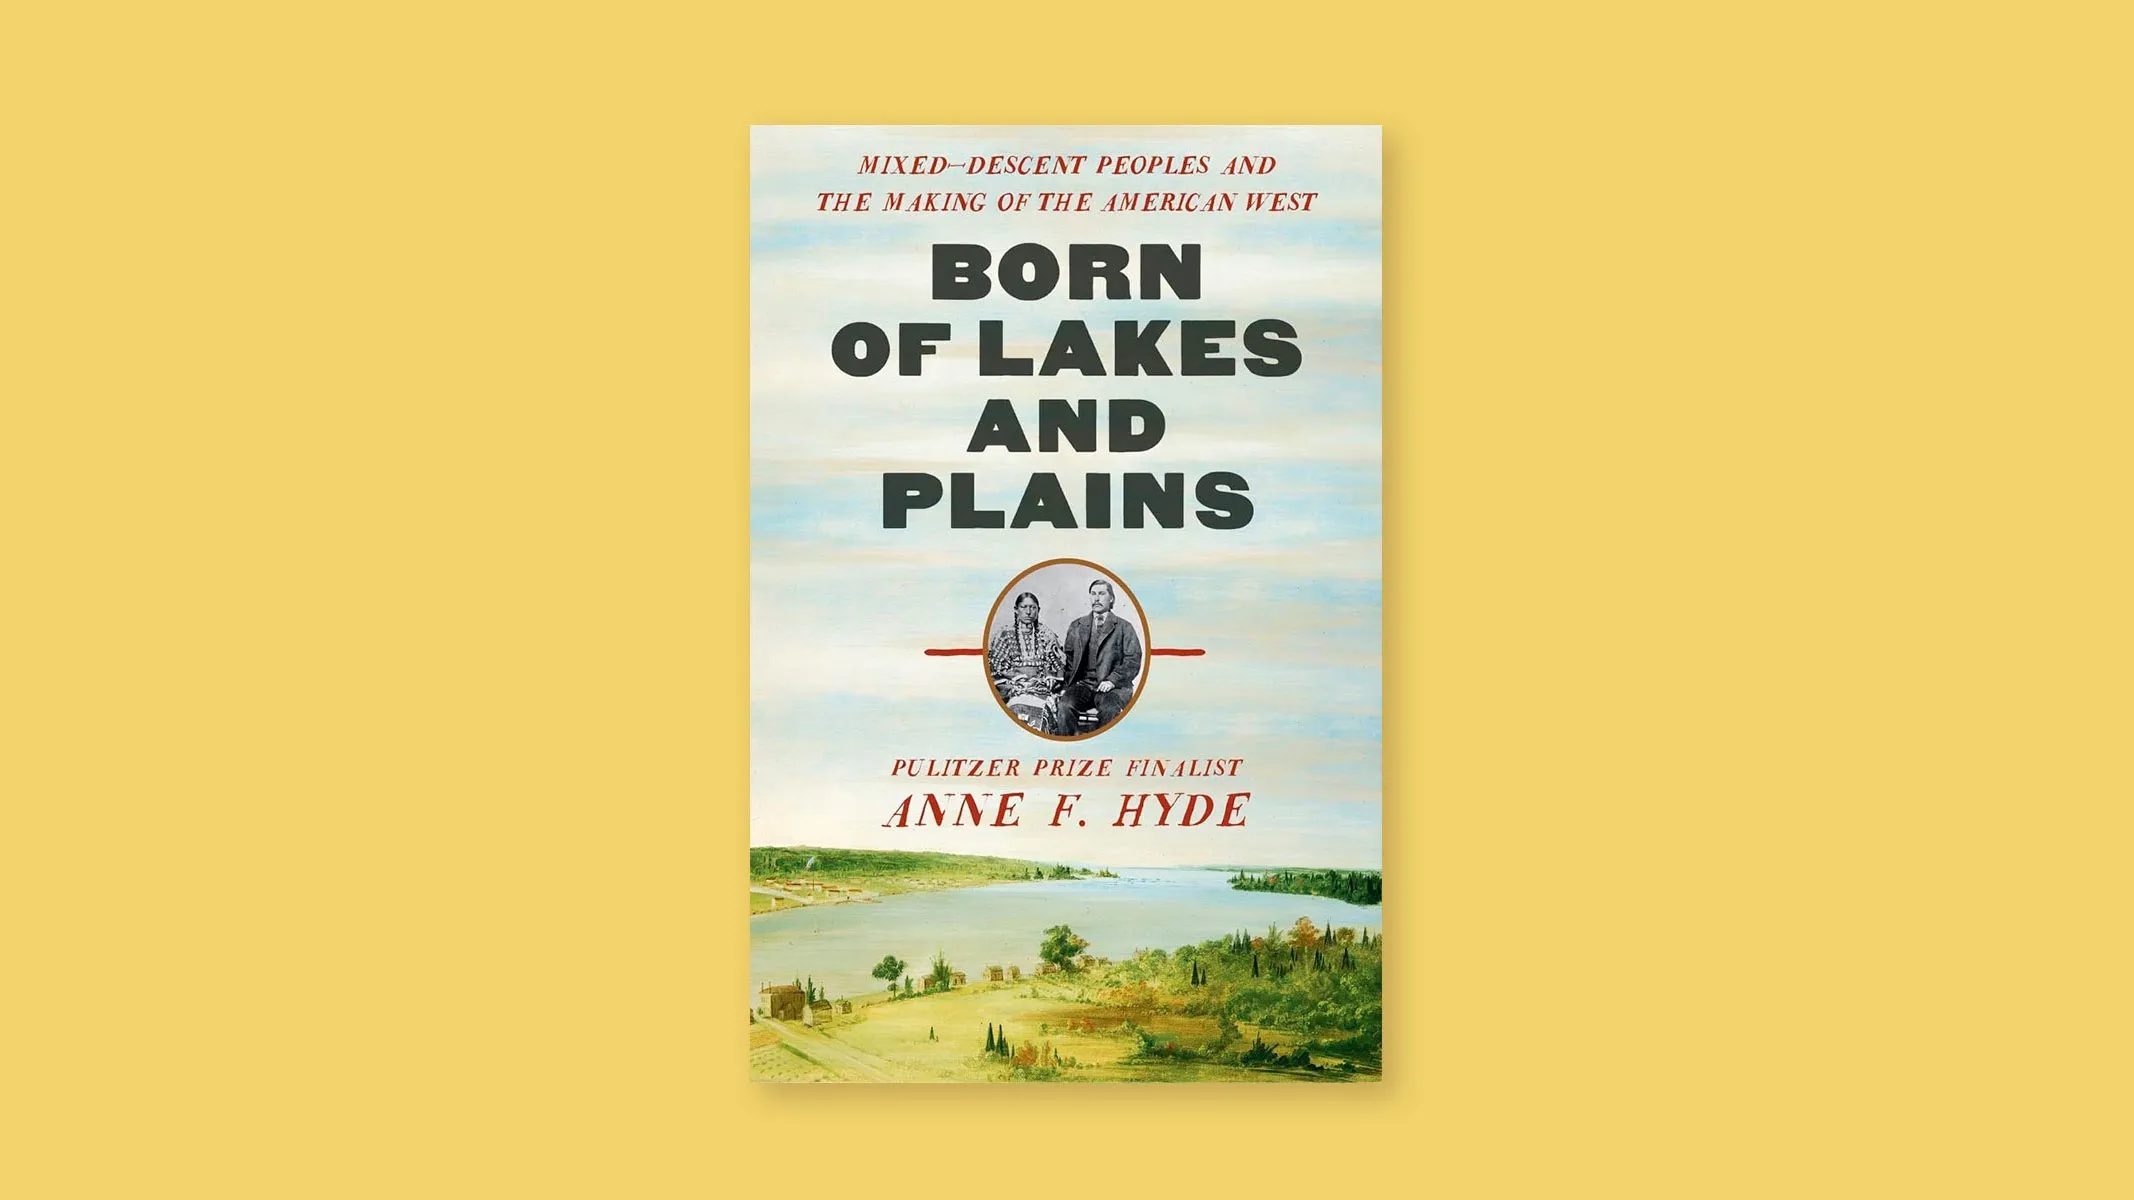 MIXED-DESCENT PEOPLES AND
THE MAKING OF THE AMERICAN WEST
BORN
OF LAKES
AND
PLAINS
PULITZER PRIZE FINALIST
ANNE F. HYDE